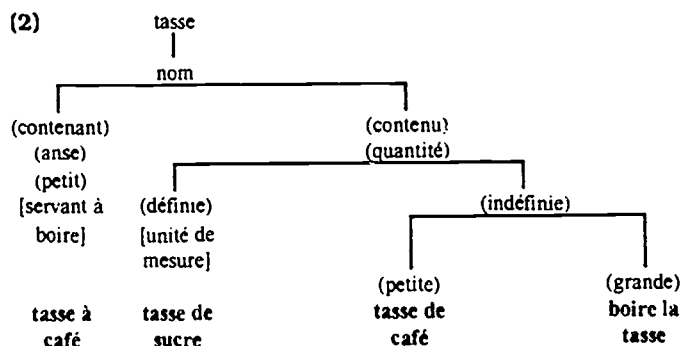 (2)
tasse
nom
(contenant)
(anse)
(petit)
[servant à
boire]
tasse à
café
(contenu)
(quantité)
(définie)
[unité de
mesure]
tasse de
sucre
(indéfinie)
(petite)
tasse de
café
(grande)
boire la
tasse